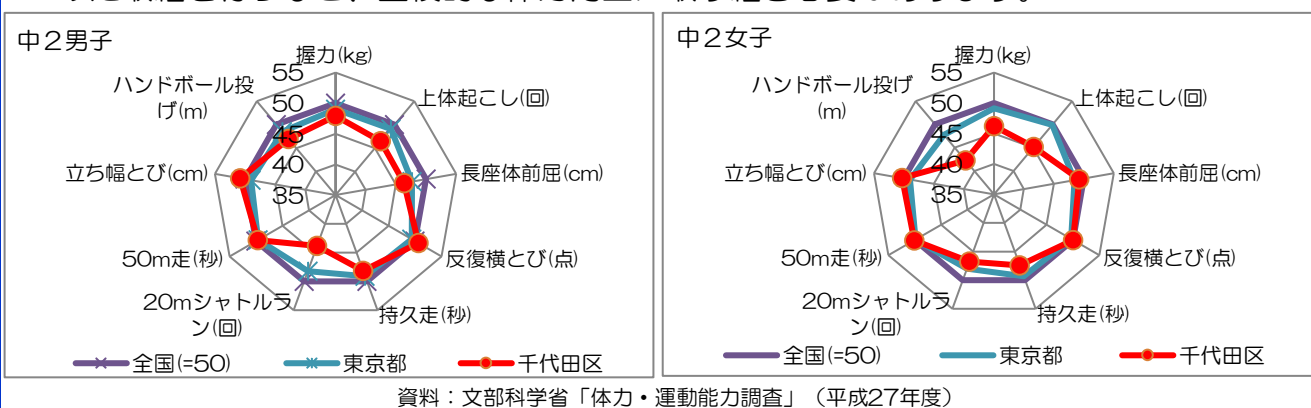 中2男子
握力(kg)
上体起こし(回)
長座体前屈(cm)
反復横とび(点)
持久走(秒)
20mシャトルラ
ン(回)
50m走(秒)
立ち幅とび(cm)
ハンドボール投
げ(m)
55
50
45
40
35
全国(=50)
東京都
千代田区
中2女子
握力(kg)
上体起こし(回)
長座体前屈(cm)
反復横とび(点)
持久走(秒)
20mシャトルラ
ン(回)
50m走(秒)
立ち幅とび(cm)
ハンドボール投げ
(m)
55
50
45
40
35
全国(=50)
東京都
千代田区
資料：文部科学省「体力・運動能力調査」（平成27年度）